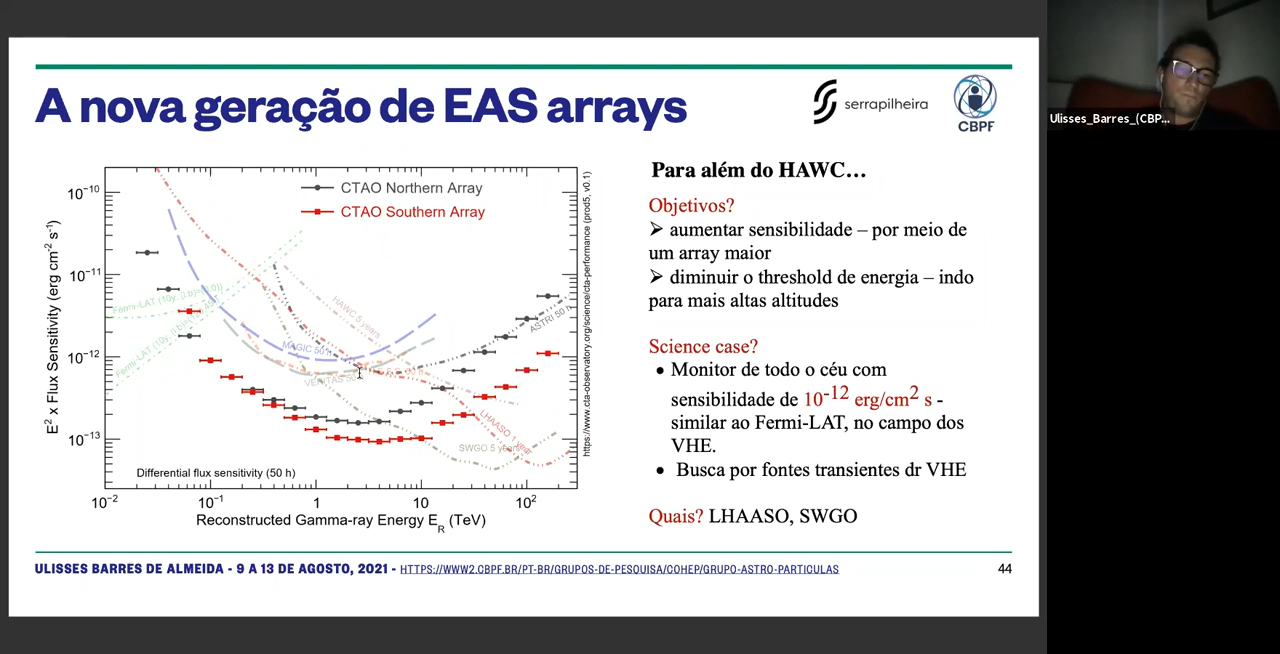 A nova geração de EAS arrays
serrapilheira
CBPF
Ulisses_Barres_(CBP...
CTAO Northern Array
CTAO Southern Array
10⁻¹⁰
10⁻¹¹
10⁻¹²
10⁻¹³
E² x Flux Sensitivity (erg cm⁻² s⁻¹)
HAWC 5 years
MAGIC 50 h
VERITAS 50
ASTRI 50 h
LHAASO 1 year
SWGO 5 years
Differential flux sensitivity (50 h)
10⁻² 10⁻¹ 1 10 10²
Reconstructed Gamma-ray Energy E_R (TeV)
https://www.cta-observatory.org/science/cta-performance (prod5, v0.1)
Para além do HAWC...
Objetivos?
➢ aumentar sensibilidade – por meio de
um array maior
➢ diminuir o threshold de energia – indo
para mais altas altitudes
Science case?
• Monitor de todo o céu com
sensibilidade de 10⁻¹² erg/cm² s -
similar ao Fermi-LAT, no campo dos
VHE.
• Busca por fontes transientes dr VHE
Quais? LHAASO, SWGO
ULISSES BARRES DE ALMEIDA - 9 A 13 DE AGOSTO, 2021 - HTTPS://WWW2.CBPF.BR/PT-BR/GRUPOS-DE-PESQUISA/COHEP/GRUPO-ASTRO-PARTICULAS
44